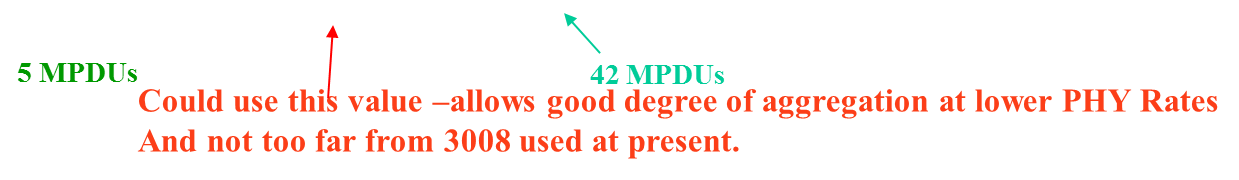 5 MPDUs
42 MPDUs
Could use this value –allows good degree of aggregation at lower PHY Rates
And not too far from 3008 used at present.